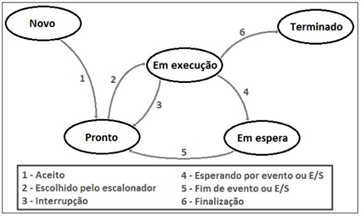 Novo
Terminado
6
Em execução
1
2
3
4
Pronto
Em espera
5
1 - Aceito
2 - Escolhido pelo escalonador
3 - Interrupção
4 - Esperando por evento ou E/S
5 - Fim de evento ou E/S
6 - Finalização